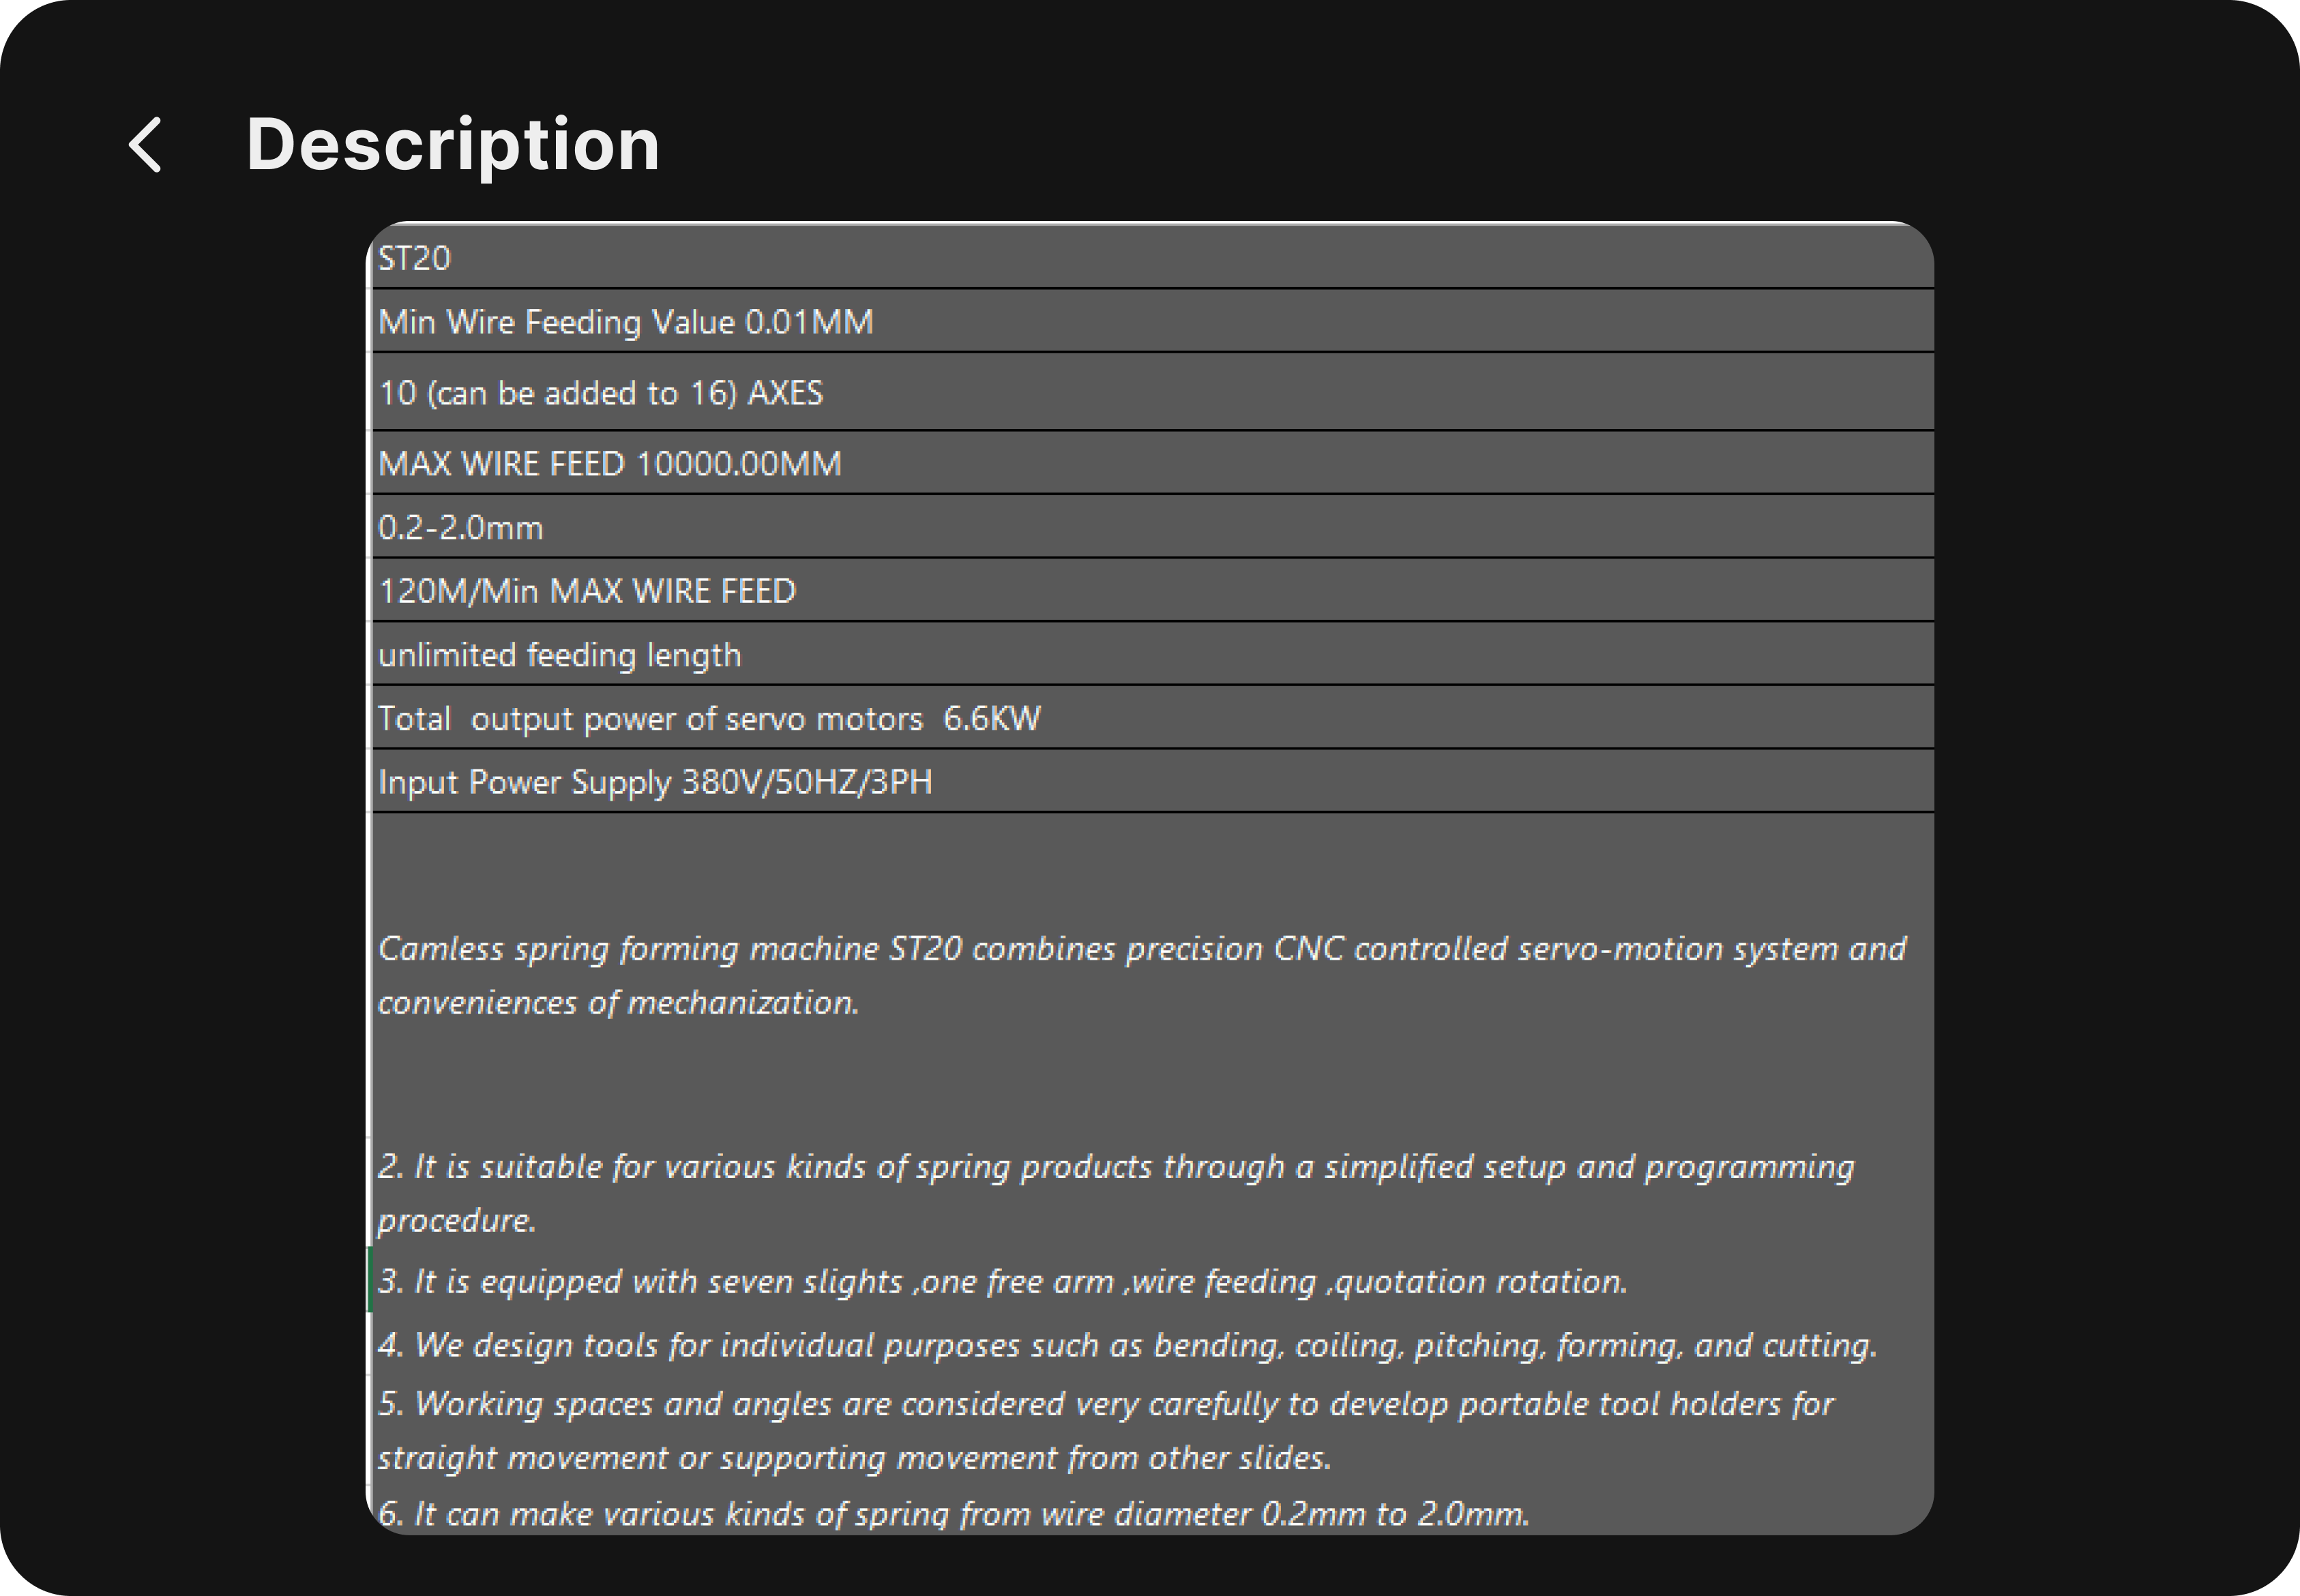 Description
ST20
Min Wire Feeding Value 0.01MM
10 (can be added to 16) AXES
MAX WIRE FEED 10000.00MM
0.2-2.0mm
120M/Min MAX WIRE FEED
unlimited feeding length
Total  output power of servo motors  6.6KW
Input Power Supply 380V/50HZ/3PH
Camless spring forming machine ST20 combines precision CNC controlled servo-motion system and
conveniences of mechanization.
2. It is suitable for various kinds of spring products through a simplified setup and programming
procedure.
3. It is equipped with seven slights ,one free arm ,wire feeding ,quotation rotation.
4. We design tools for individual purposes such as bending, coiling, pitching, forming, and cutting.
5. Working spaces and angles are considered very carefully to develop portable tool holders for
straight movement or supporting movement from other slides.
6. It can make various kinds of spring from wire diameter 0.2mm to 2.0mm.